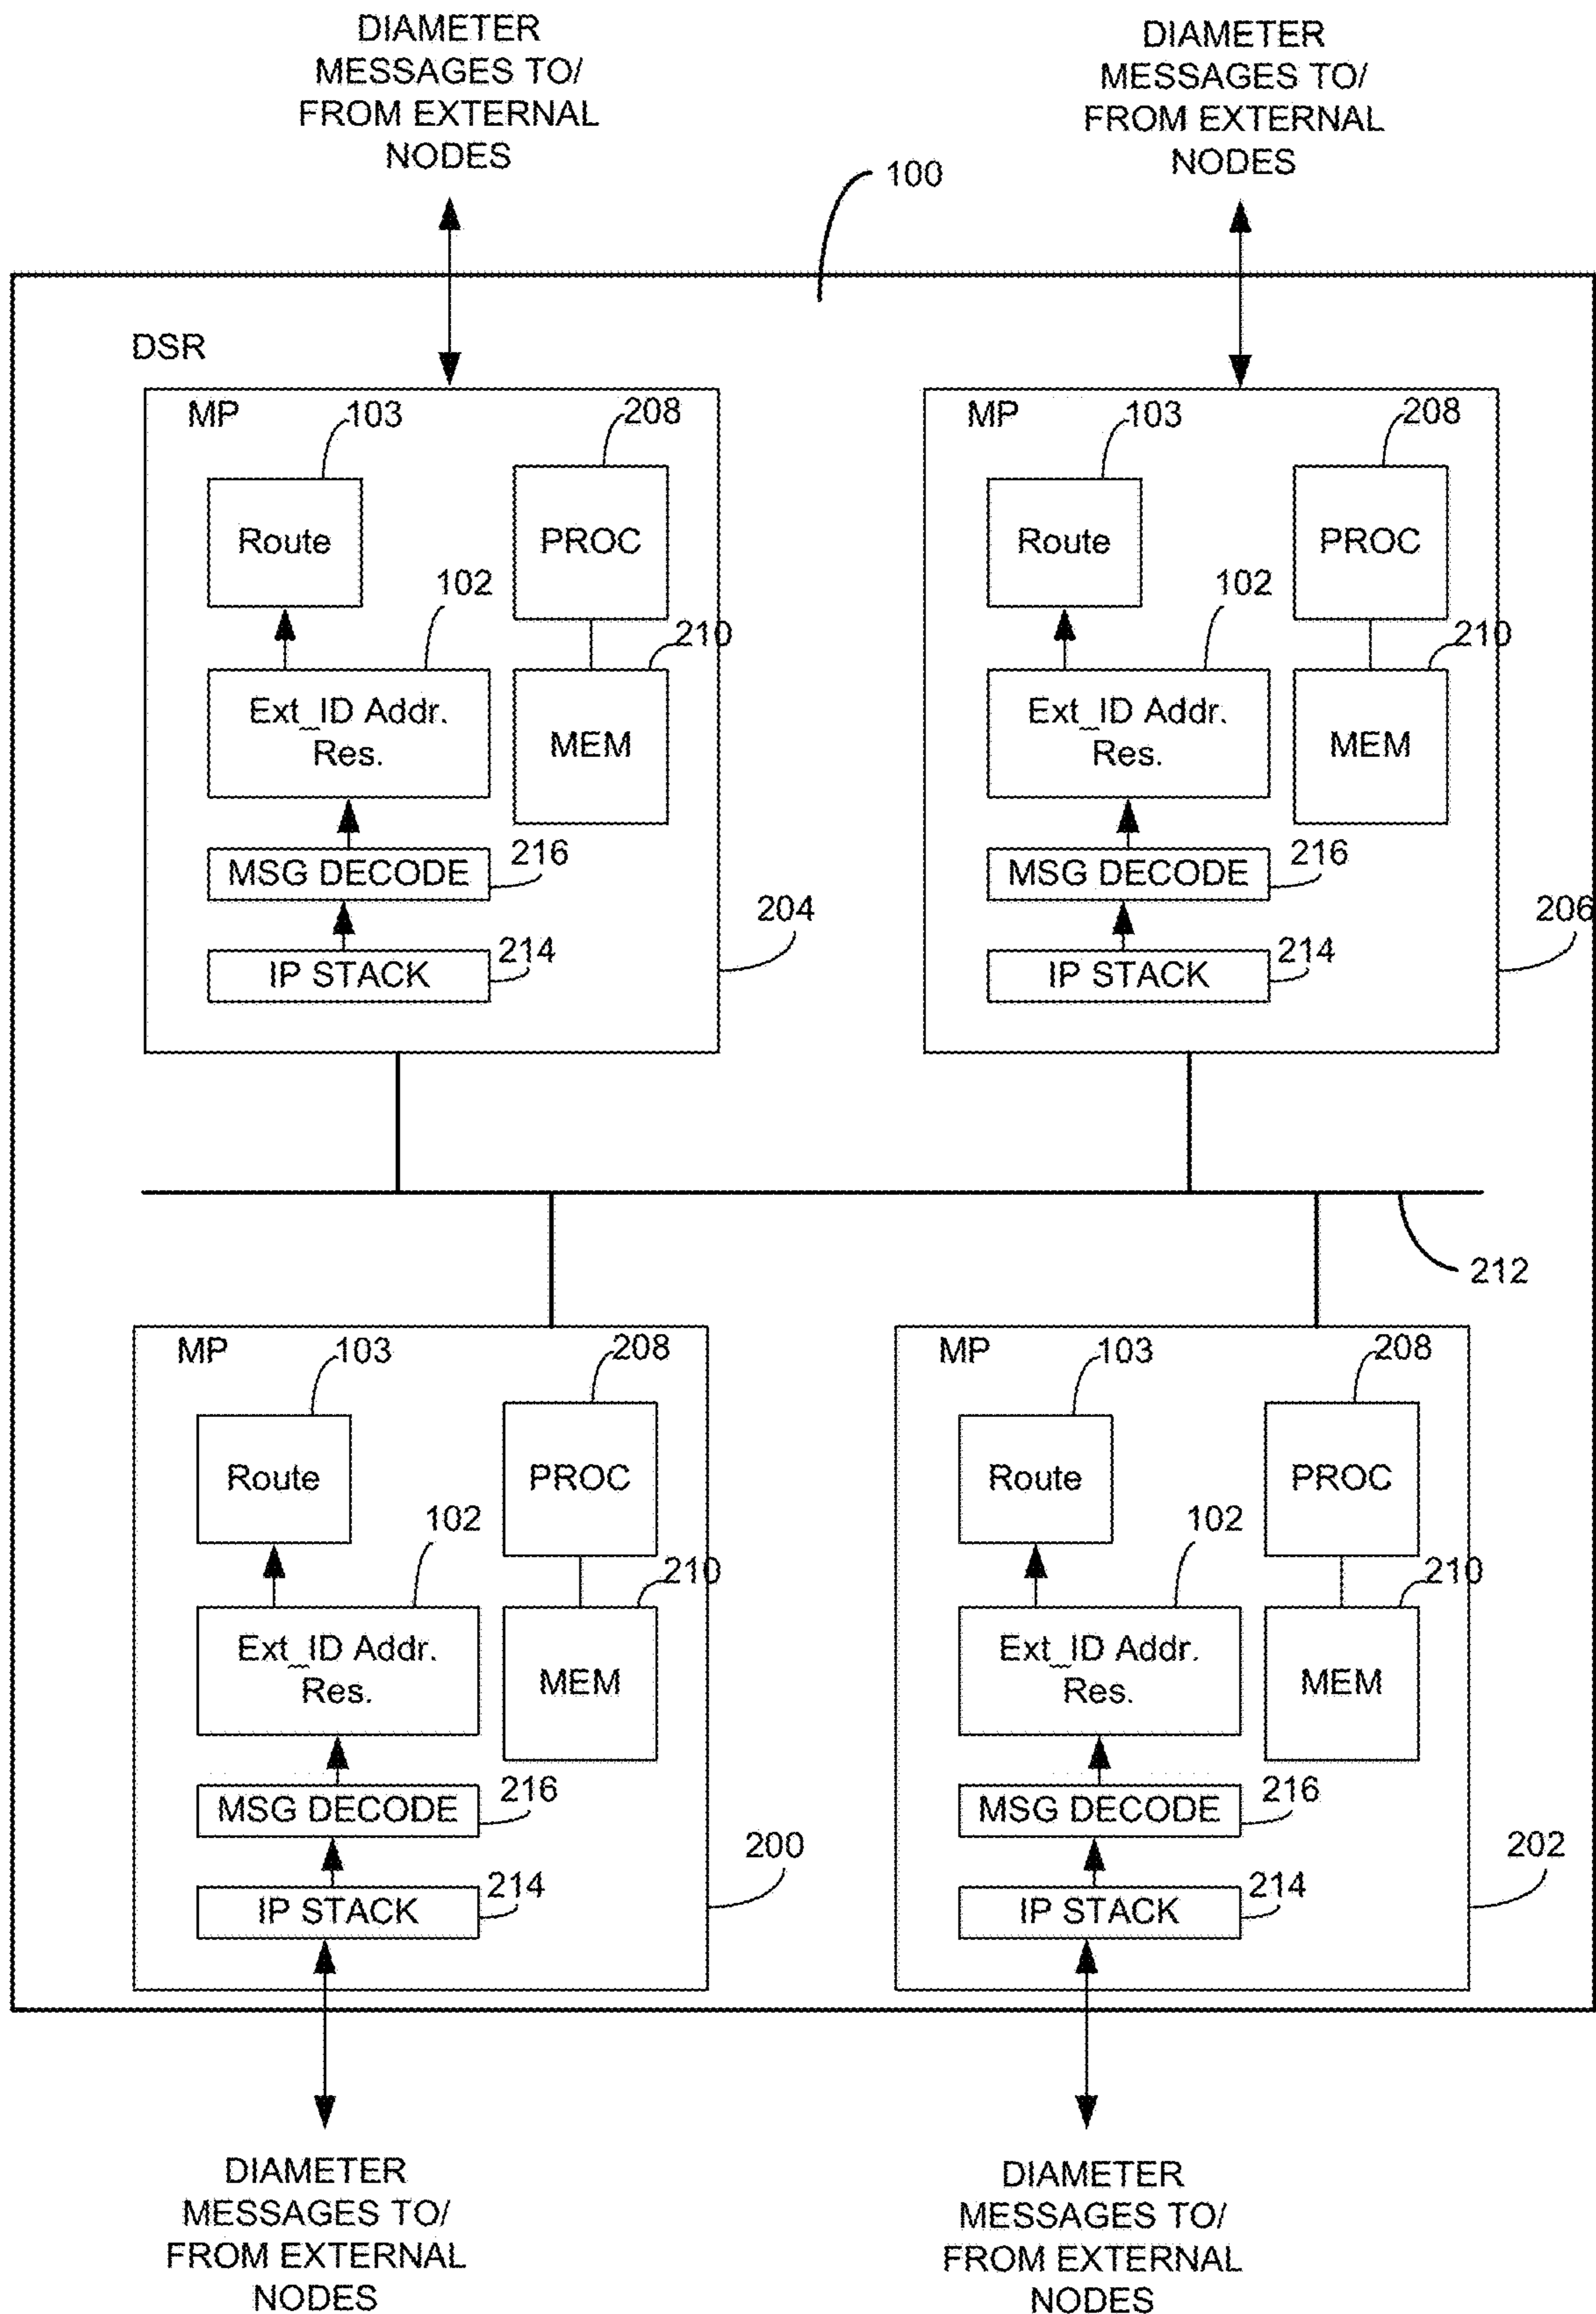 DIAMETER
MESSAGES TO/
FROM EXTERNAL
NODES
DIAMETER
MESSAGES TO/
FROM EXTERNAL
NODES
100
DSR
MP
103
208
Route
PROC
102
210
Ext_ID Addr.
Res.
MEM
216
MSG DECODE
204
214
IP STACK
MP
103
208
Route
PROC
102
210
Ext_ID Addr.
Res.
MEM
216
MSG DECODE
206
214
IP STACK
212
MP
103
208
Route
PROC
102
210
Ext_ID Addr.
Res.
MEM
216
MSG DECODE
200
214
IP STACK
MP
103
208
Route
PROC
102
210
Ext_ID Addr.
Res.
MEM
216
MSG DECODE
202
214
IP STACK
DIAMETER
MESSAGES TO/
FROM EXTERNAL
NODES
DIAMETER
MESSAGES TO/
FROM EXTERNAL
NODES